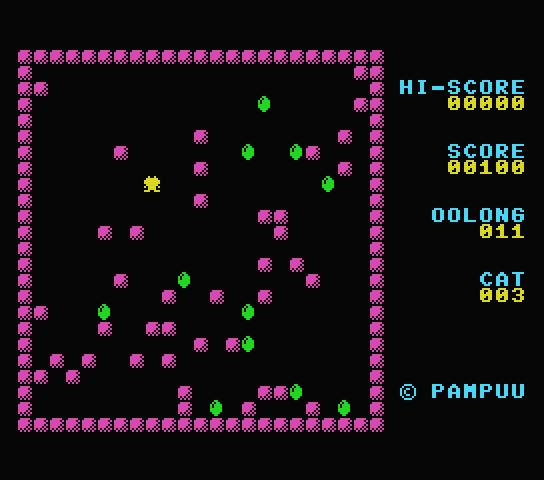 HI-SCORE
00000
SCORE
00100
OOLONG
011
CAT
003
© PAMPUU